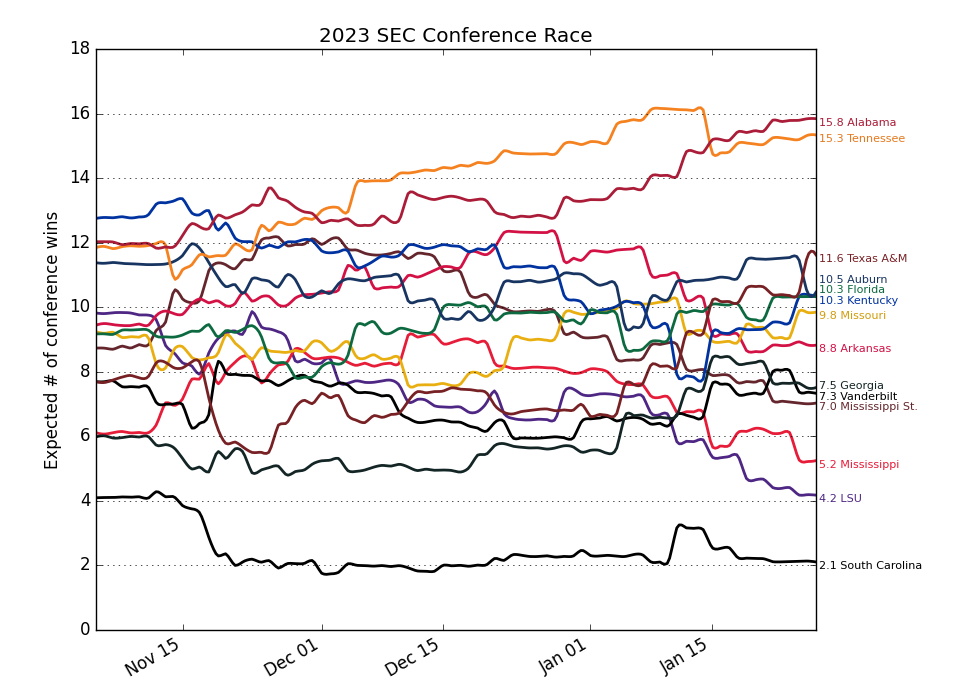 2023 SEC Conference Race
Expected # of conference wins
18
16
14
12
10
8
6
4
2
0
Nov 15
Dec 01
Dec 15
Jan 01
Jan 15
15.8 Alabama
15.3 Tennessee
11.6 Texas A&M
10.5 Auburn
10.3 Florida
10.3 Kentucky
9.8 Missouri
8.8 Arkansas
7.5 Georgia
7.3 Vanderbilt
7.0 Mississippi St.
5.2 Mississippi
4.2 LSU
2.1 South Carolina